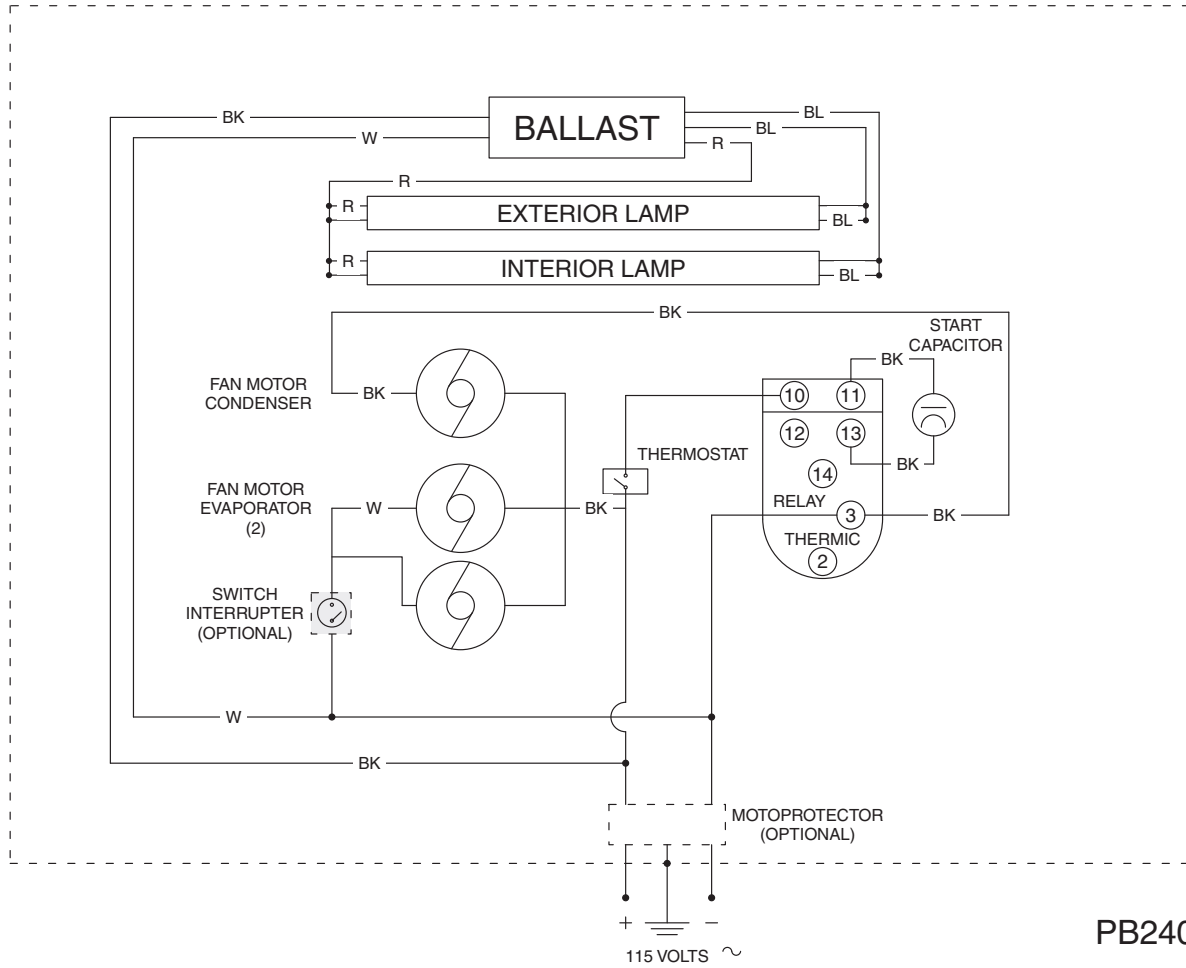 BK
W
BALLAST
BL
BL
R
R
R
EXTERIOR LAMP
BL
R
INTERIOR LAMP
BL
BK
START
CAPACITOR
BK
FAN MOTOR
CONDENSER
BK
10
11
12
13
BK
14
THERMOSTAT
FAN MOTOR
EVAPORATOR
(2)
W
BK
RELAY
3
BK
THERMIC
2
SWITCH
INTERRUPTER
(OPTIONAL)
W
BK
MOTOPROTECTOR
(OPTIONAL)
+
−
115 VOLTS ~
PB240